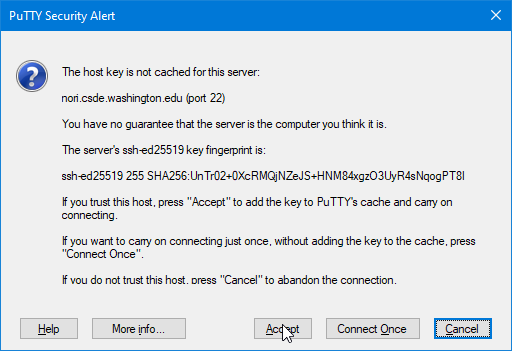 PuTTY Security Alert
The host key is not cached for this server:
nori.csde.washington.edu (port 22)
You have no guarantee that the server is the computer you think it is.
The server's ssh-ed25519 key fingerprint is:
ssh-ed25519 255 SHA256:UnTr02+0XcRMQjNZeJS+HNM84xgzO3UyR4sNqogPT8I
If you trust this host, press "Accept" to add the key to PuTTY's cache and carry on
connecting.
If you want to carry on connecting just once, without adding the key to the cache, press
"Connect Once".
If you do not trust this host, press "Cancel" to abandon the connection.
Help More info... Accept Connect Once Cancel